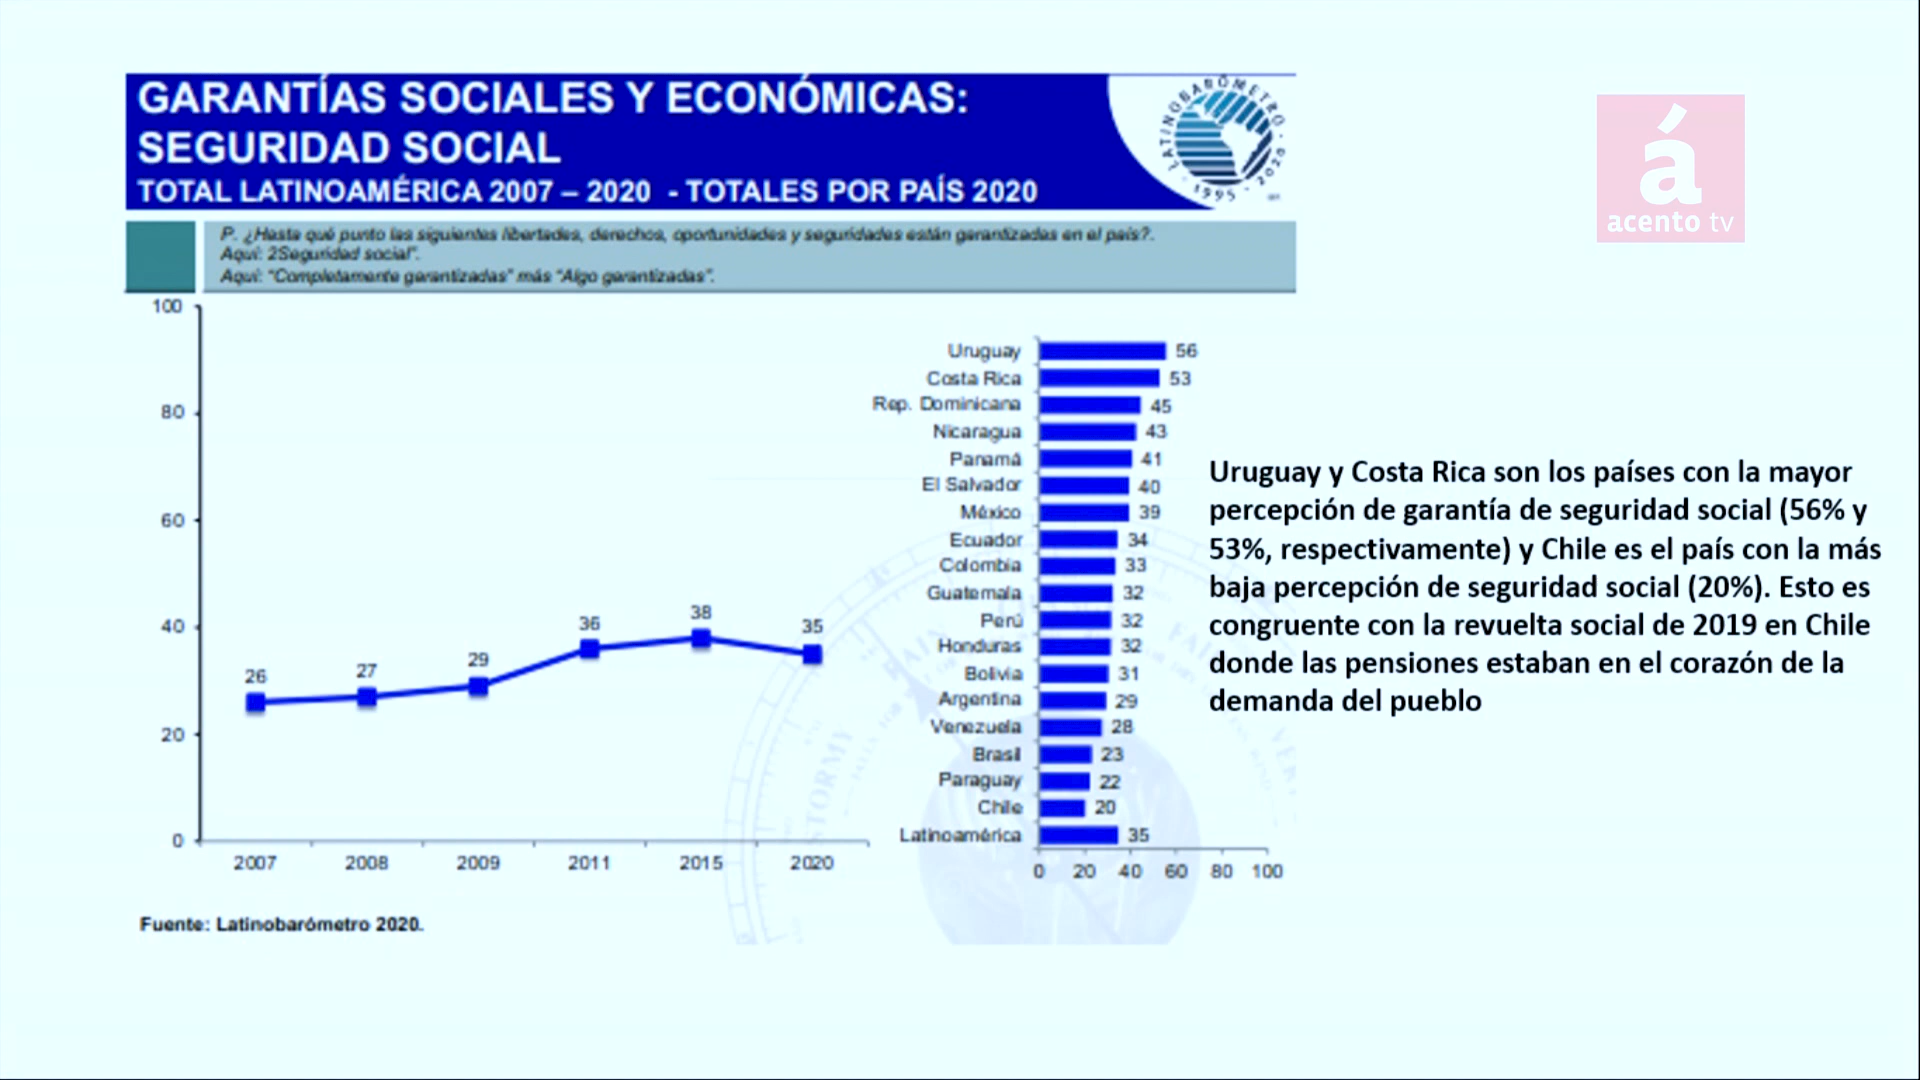 GARANTÍAS SOCIALES Y ECONÓMICAS:
SEGURIDAD SOCIAL
TOTAL LATINOAMÉRICA 2007 – 2020 - TOTALES POR PAÍS 2020
LATINOBARÓMETRO
1995 - 2020
á
acento tv
P. ¿Hasta qué punto las siguientes libertades, derechos, oportunidades y seguridades están garantizadas en el país?.
Aquí: 2Seguridad social".
Aquí: "Completamente garantizadas" más "Algo garantizadas".
100
80
60
40
20
0
26
27
29
36
38
35
2007
2008
2009
2011
2015
2020
Uruguay 56
Costa Rica 53
Rep. Dominicana 45
Nicaragua 43
Panamá 41
El Salvador 40
México 39
Ecuador 34
Colombia 33
Guatemala 32
Perú 32
Honduras 32
Bolivia 31
Argentina 29
Venezuela 28
Brasil 23
Paraguay 22
Chile 20
Latinoamérica 35
0 20 40 60 80 100
Uruguay y Costa Rica son los países con la mayor
percepción de garantía de seguridad social (56% y
53%, respectivamente) y Chile es el país con la más
baja percepción de seguridad social (20%). Esto es
congruente con la revuelta social de 2019 en Chile
donde las pensiones estaban en el corazón de la
demanda del pueblo
STORMY
RAIN
FAIR
Fuente: Latinobarómetro 2020.